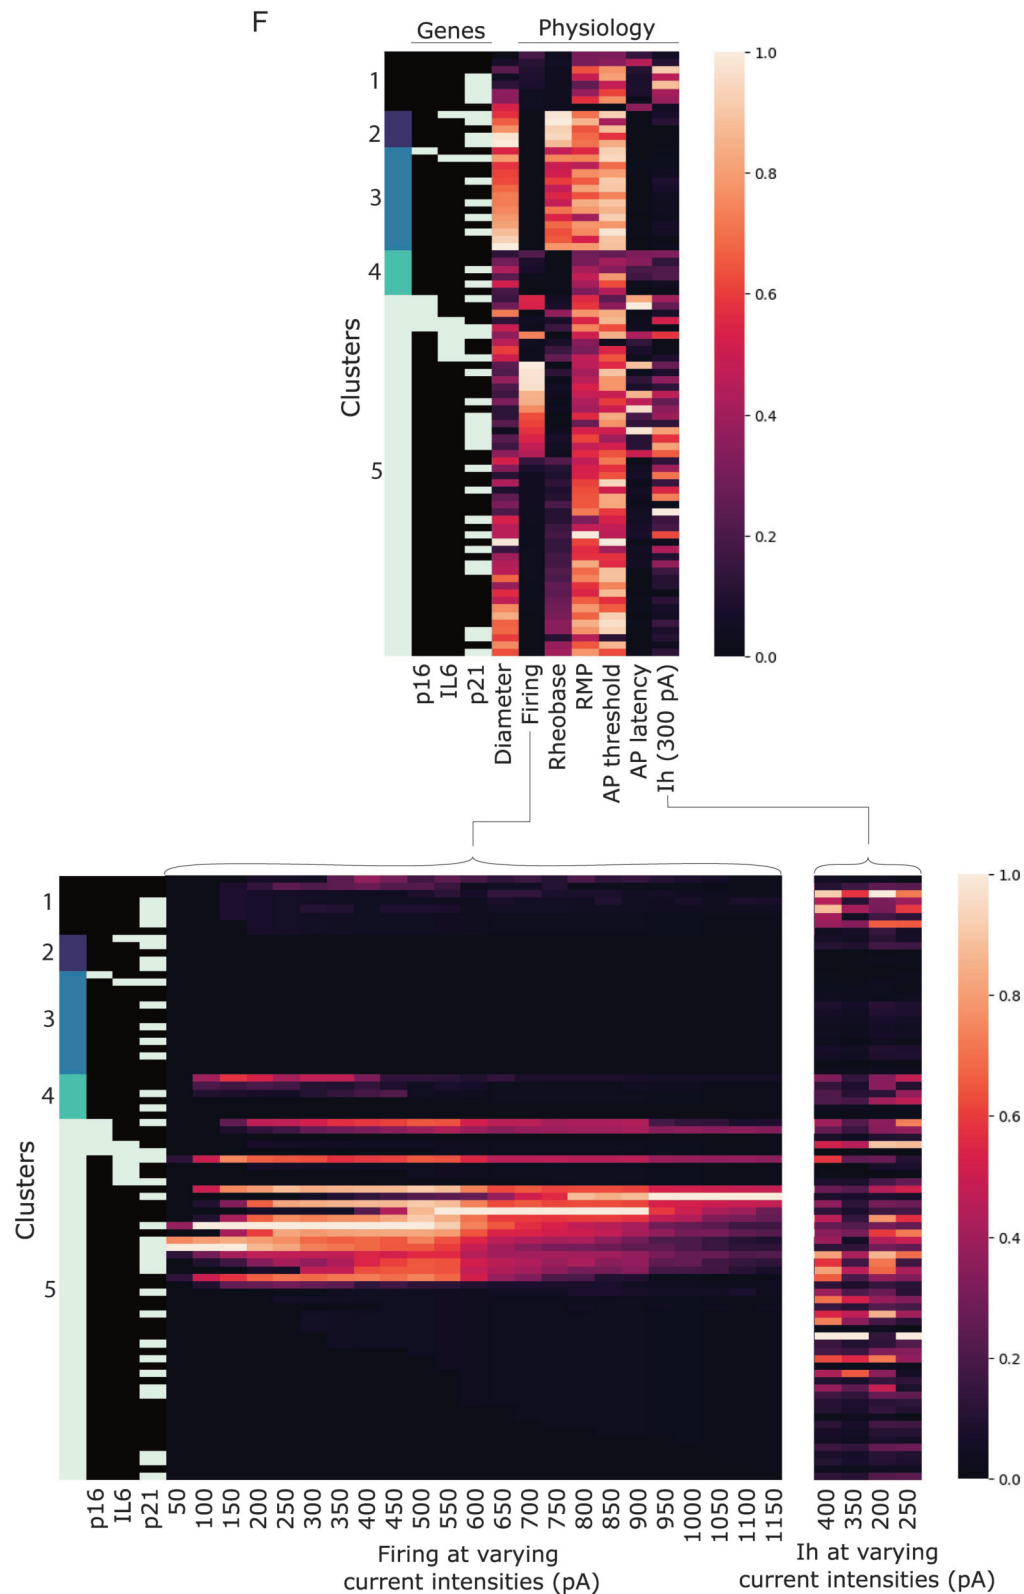 F
Genes Physiology
1
2
3
4
5
Clusters
1.0
0.8
0.6
0.4
0.2
0.0
p16
IL6
p21
Diameter
Firing
Rheobase
RMP
AP threshold
AP latency
Ih (300 pA)
1
2
3
4
5
Clusters
1.0
0.8
0.6
0.4
0.2
0.0
p16
IL6
p21
50
100
150
200
250
300
350
400
450
500
550
600
650
700
750
800
850
900
950
1000
1050
1100
1150
400
350
200
250
Firing at varying
current intensities (pA)
Ih at varying
current intensities (pA)